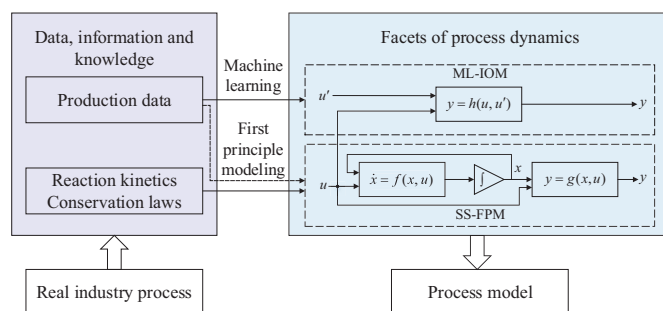 Data, information and
knowledge
Production data
Reaction kinetics
Conservation laws
Real industry process
Machine
learning
First
principle
modeling
Facets of process dynamics
ML-IOM
u′
y = h(u, u′)
y
u
ẋ = f(x, u)
∫
x
y = g(x, u)
y
SS-FPM
Process model